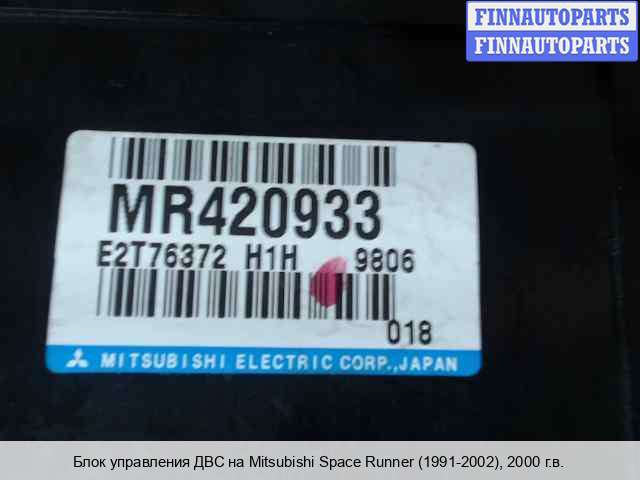 FINNAUTOPARTS
FINNAUTOPARTS
MR420933
E2T76372 H1H 9806
018
MITSUBISHI ELECTRIC CORP.,JAPAN
Блок управления ДВС на Mitsubishi Space Runner (1991-2002), 2000 г.в.